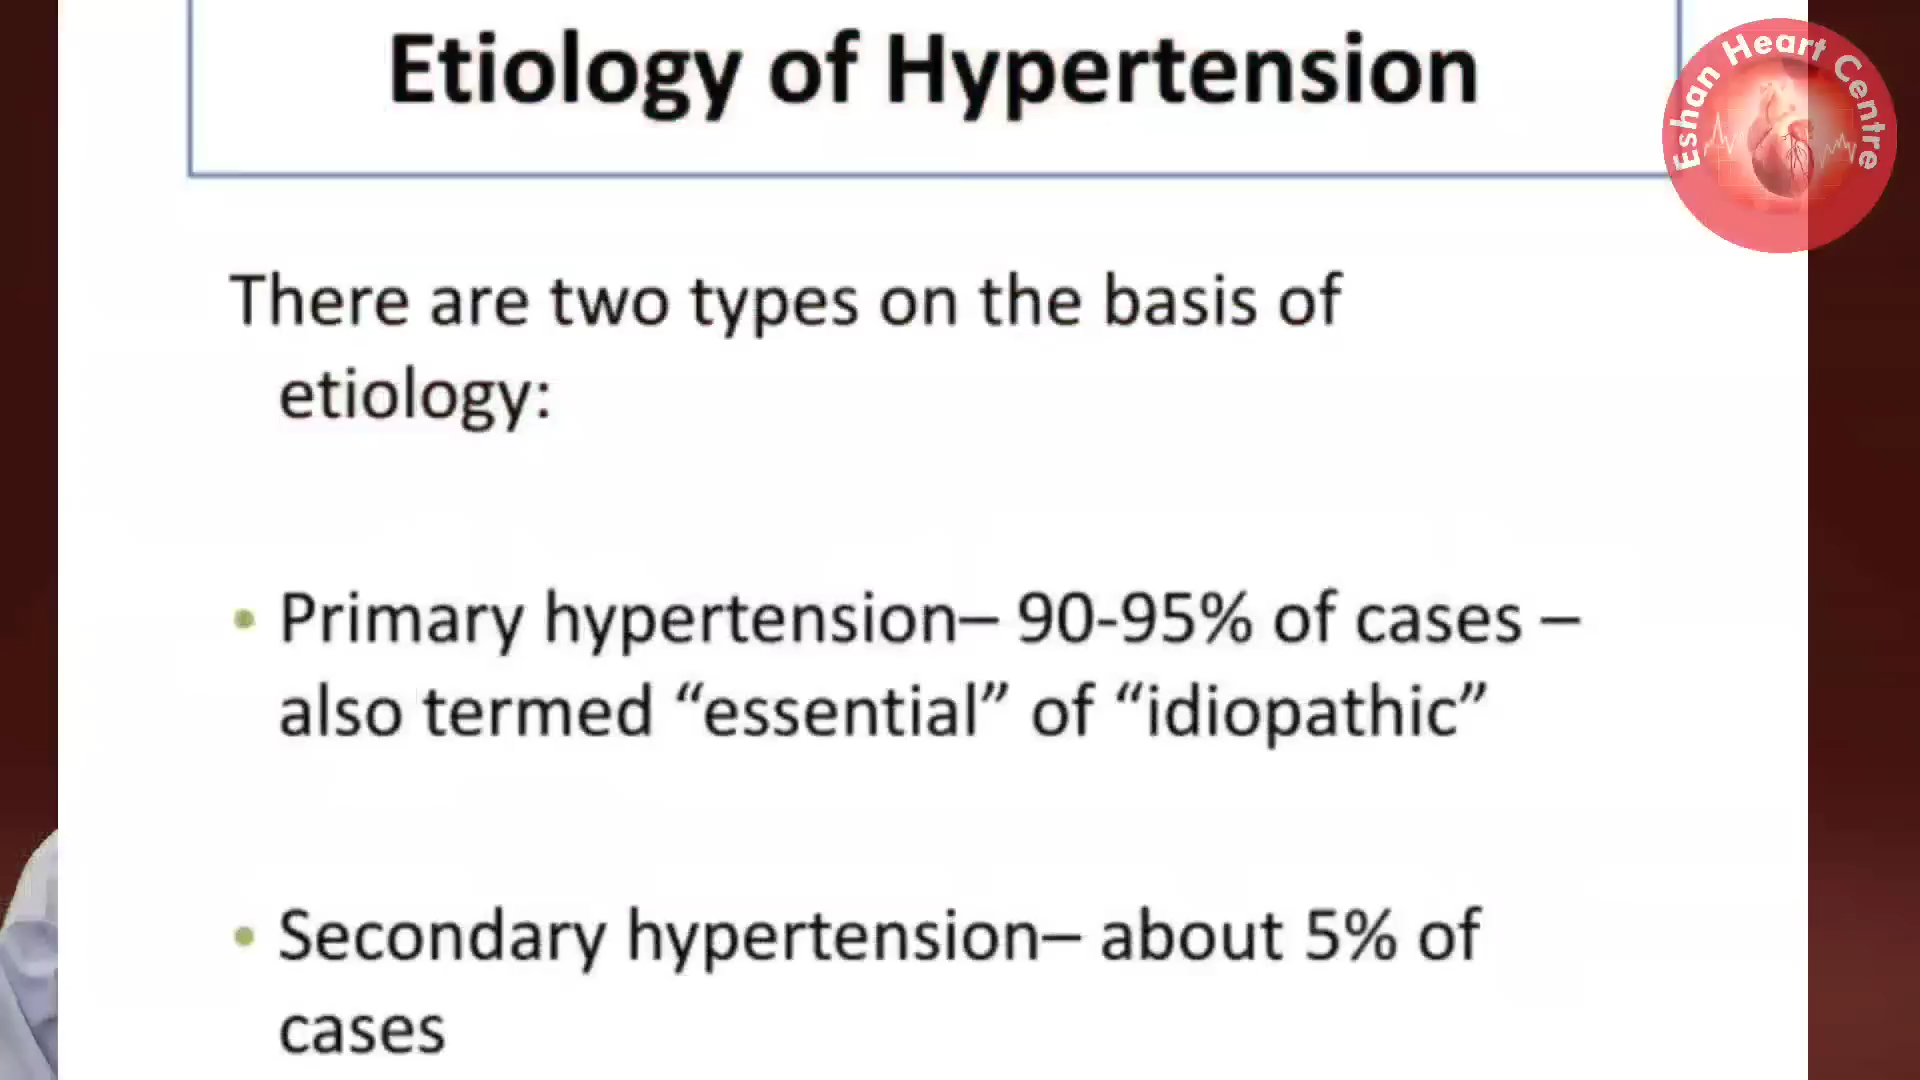 Etiology of Hypertension
Eshan Heart Centre
There are two types on the basis of
etiology:
• Primary hypertension– 90-95% of cases –
also termed “essential” of “idiopathic”
• Secondary hypertension– about 5% of
cases